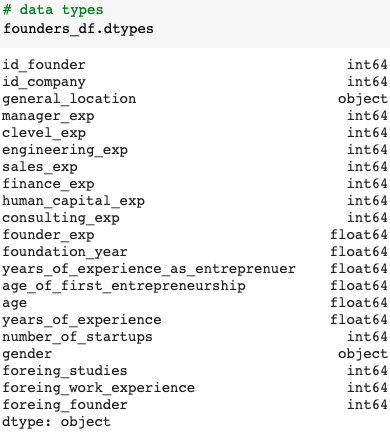 # data types
founders_df.dtypes
id_founder int64
id_company int64
general_location object
manager_exp int64
clevel_exp int64
engineering_exp int64
sales_exp int64
finance_exp int64
human_capital_exp int64
consulting_exp int64
founder_exp float64
foundation_year float64
years_of_experience_as_entreprenuer float64
age_of_first_entrepreneurship float64
age float64
years_of_experience float64
number_of_startups int64
gender object
foreing_studies int64
foreing_work_experience int64
foreing_founder int64
dtype: object